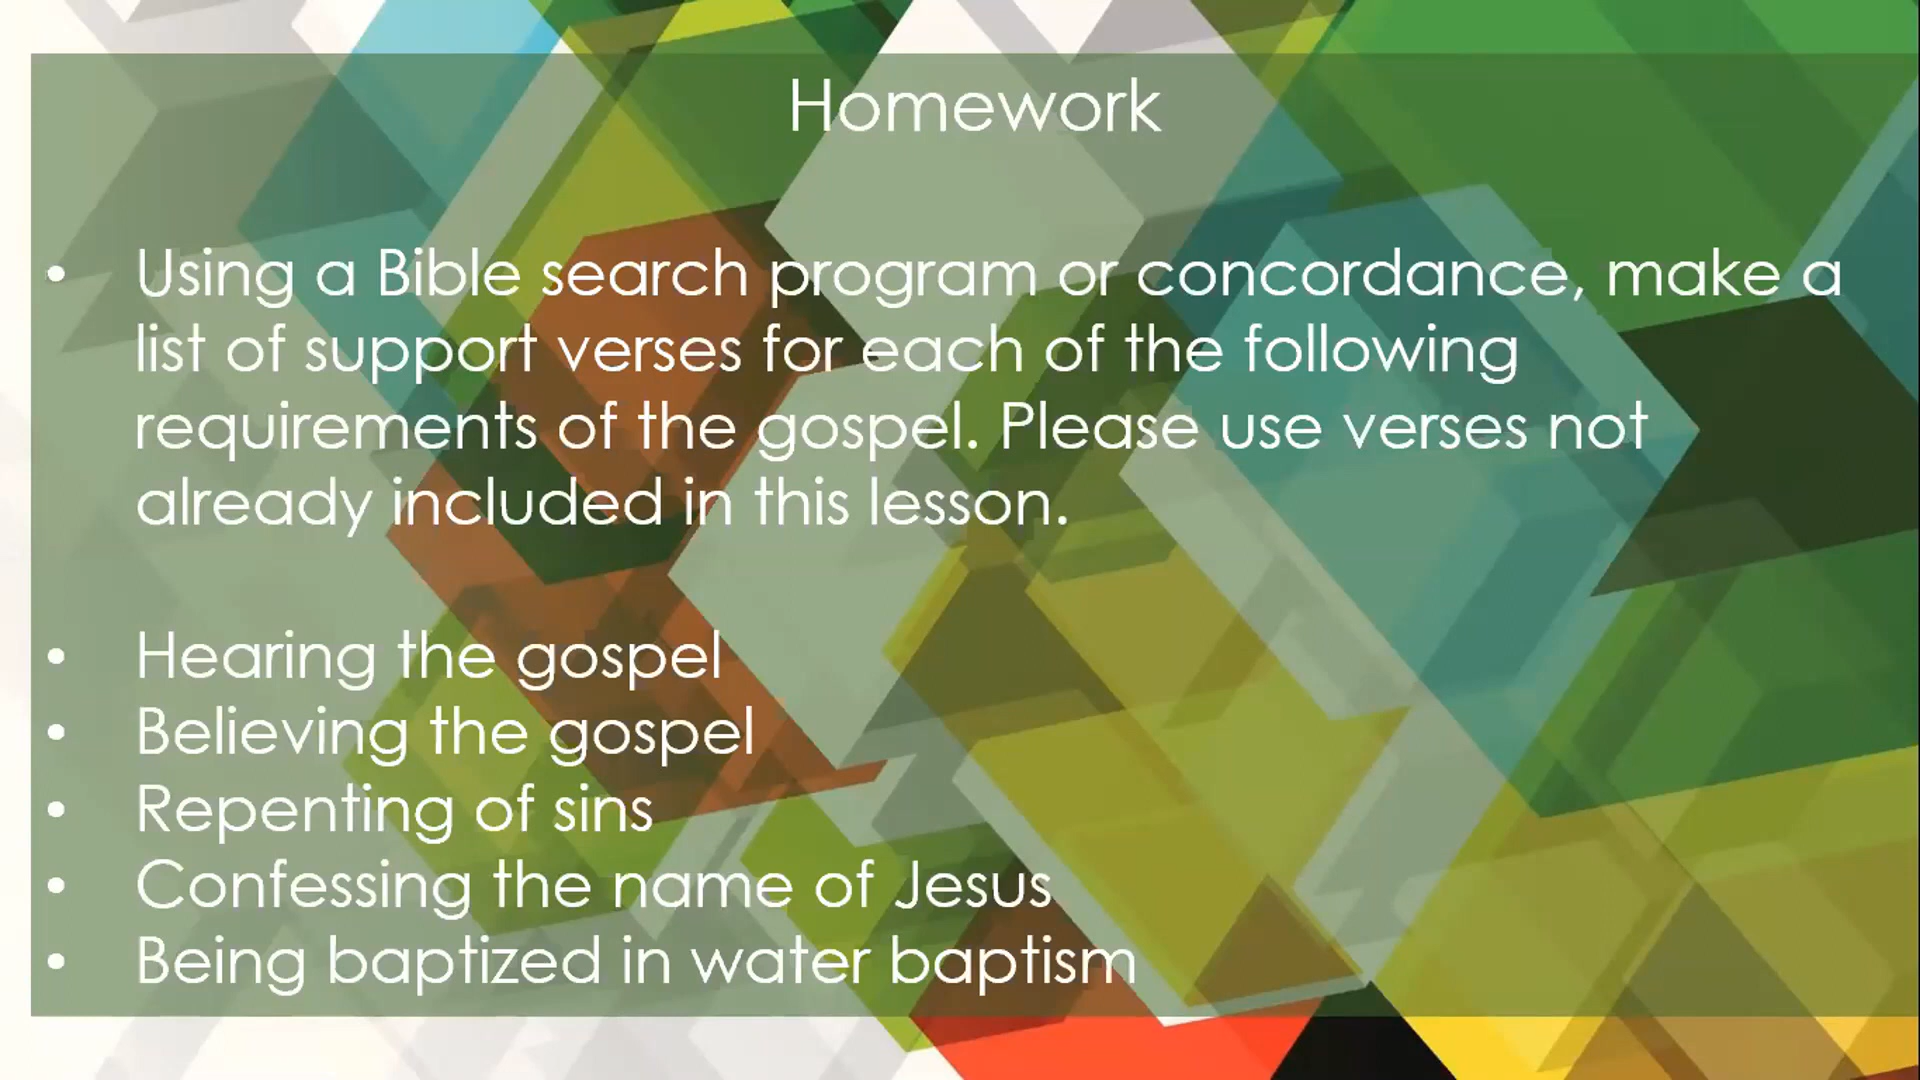 Homework
• Using a Bible search program or concordance, make a
list of support verses for each of the following
requirements of the gospel. Please use verses not
already included in this lesson.
• Hearing the gospel
• Believing the gospel
• Repenting of sins
• Confessing the name of Jesus
• Being baptized in water baptism